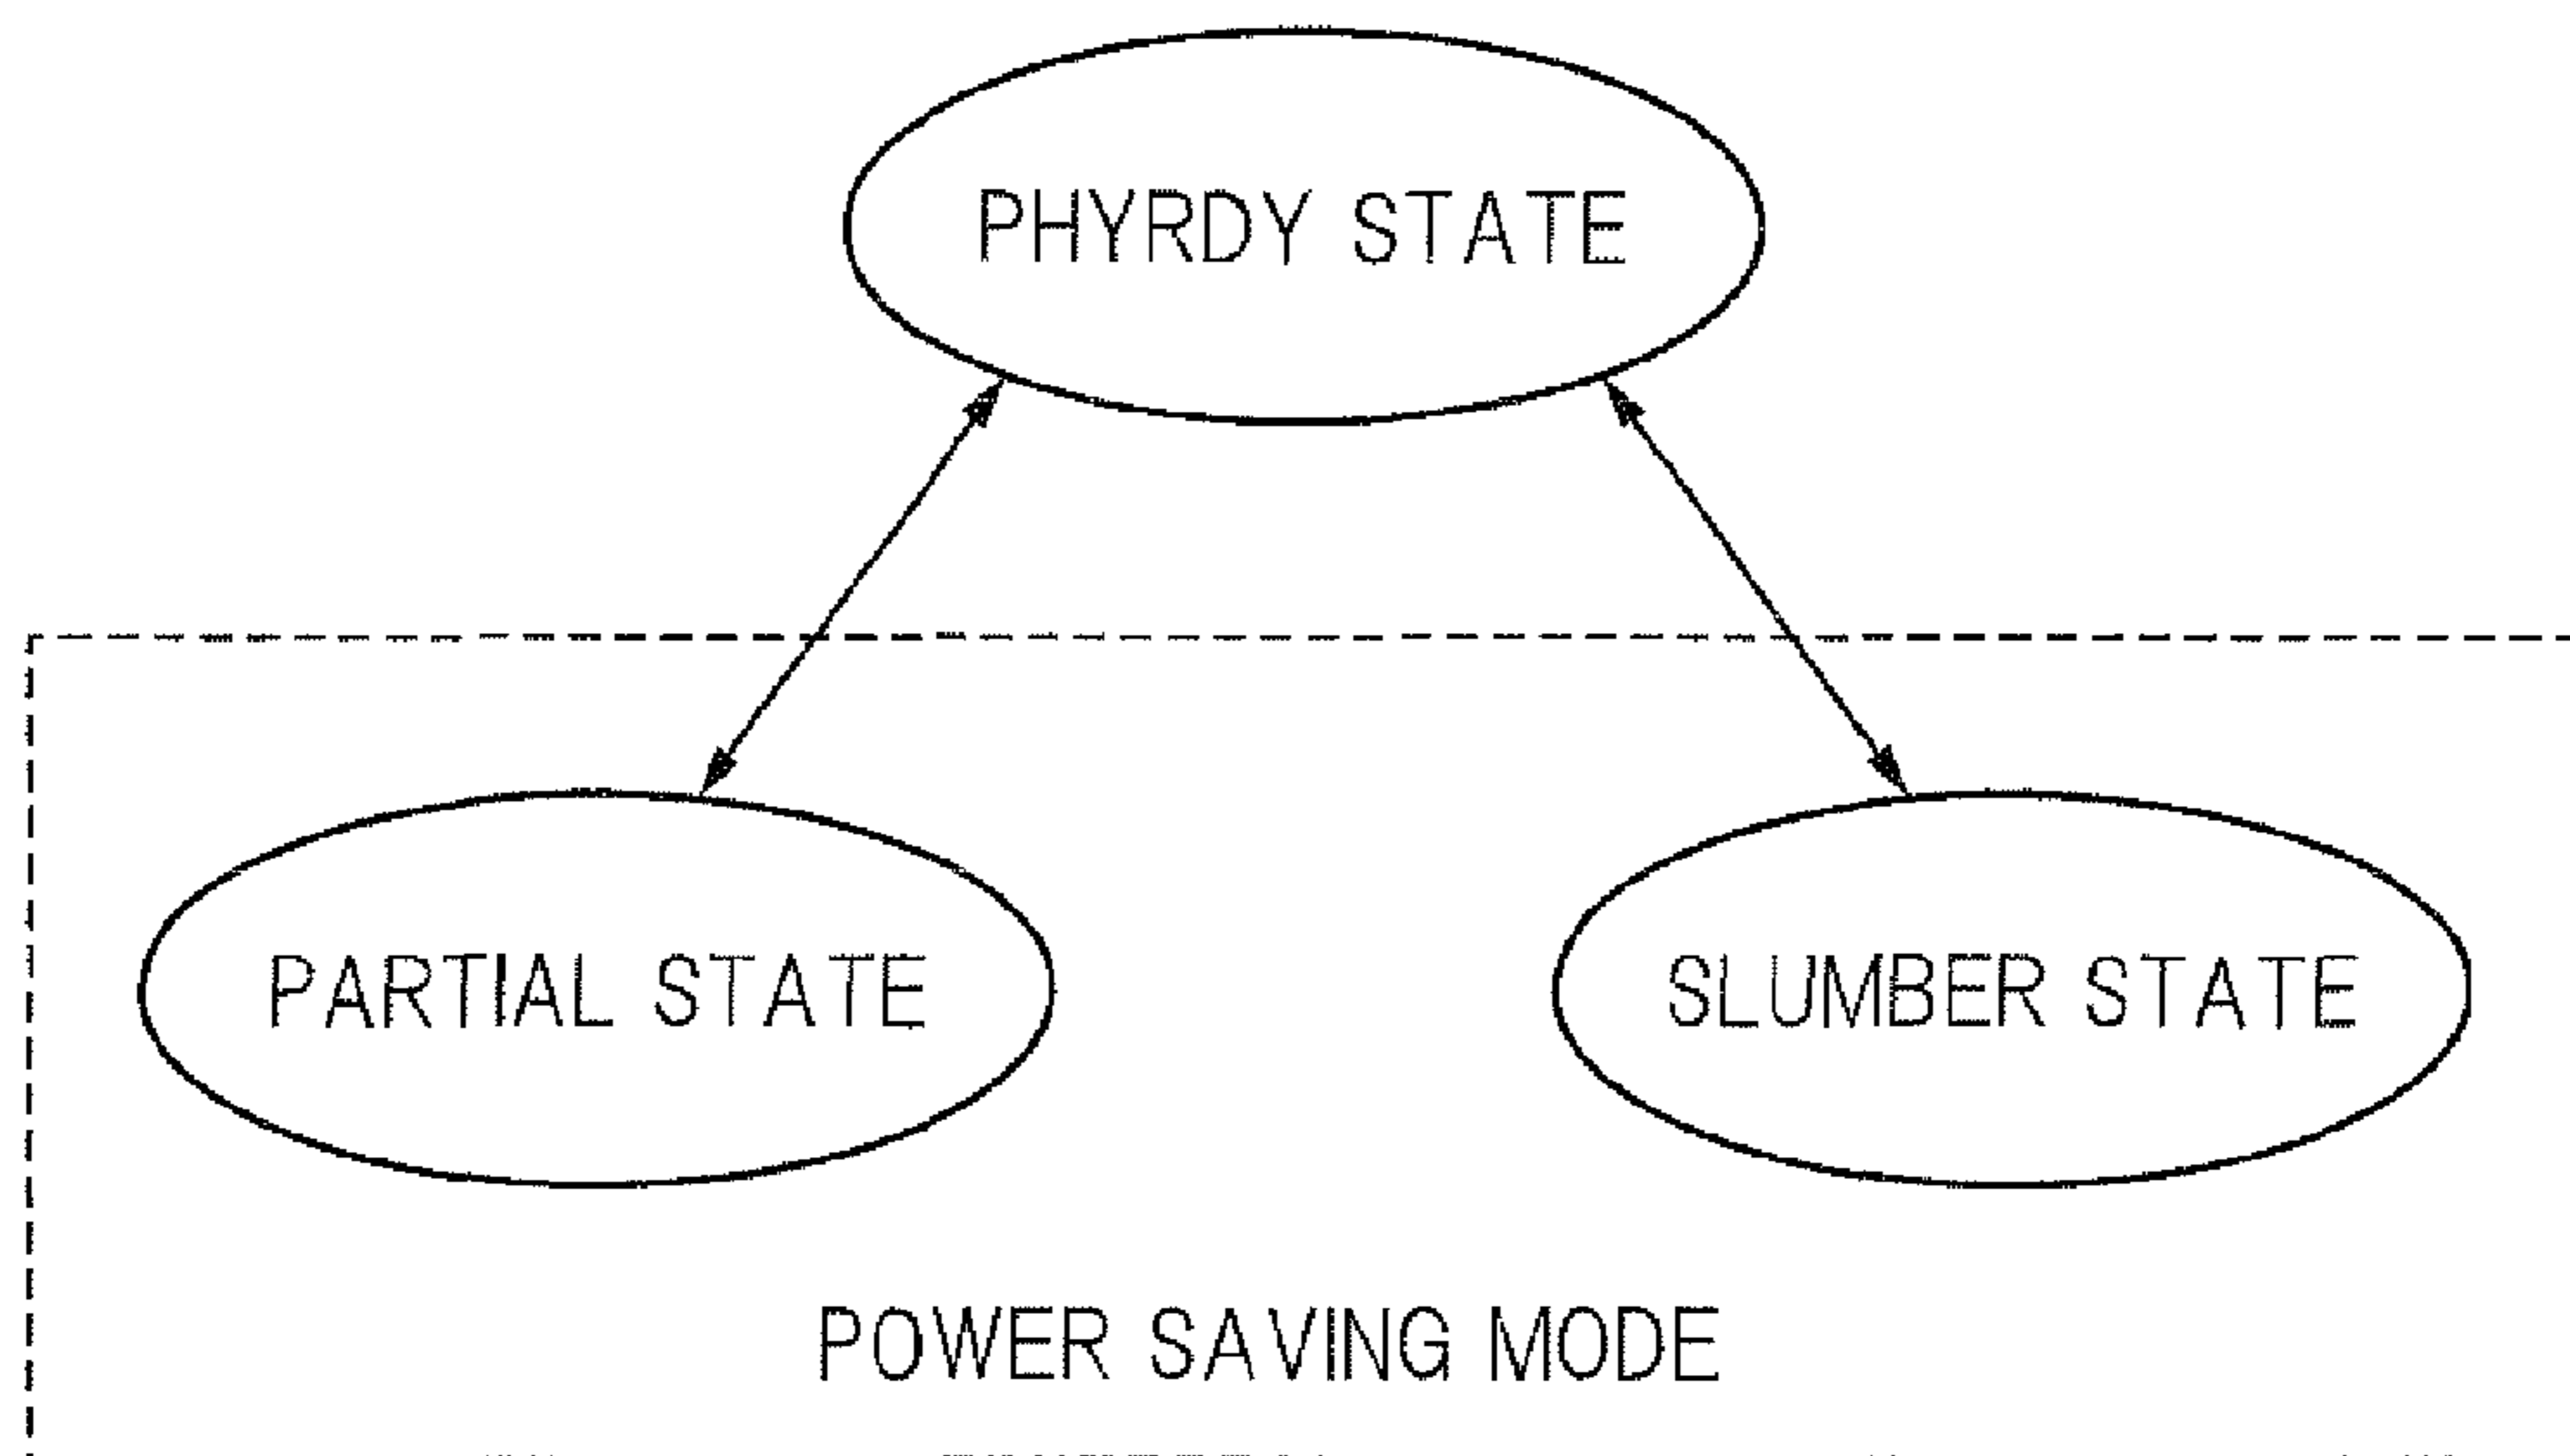 PHYRDY STATE
PARTIAL STATE
SLUMBER STATE
POWER SAVING MODE